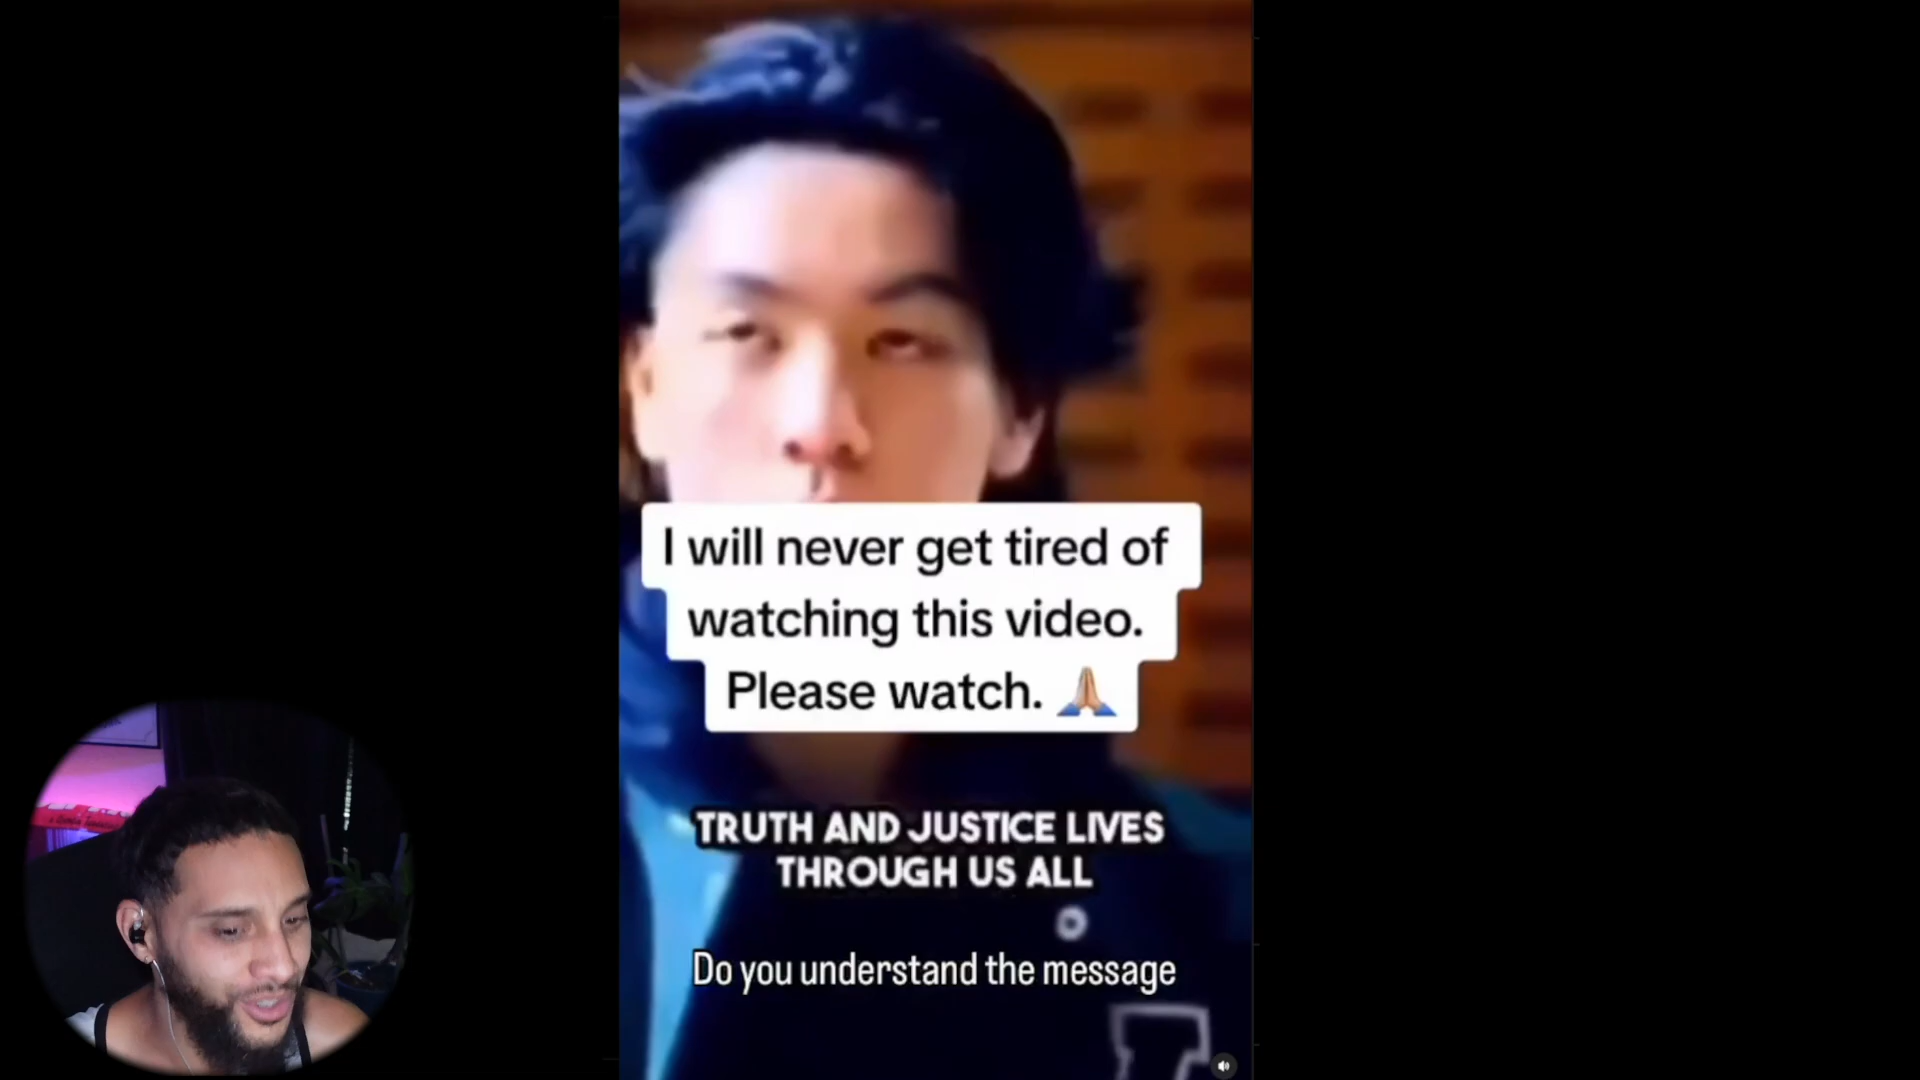 I will never get tired of
watching this video.
Please watch. 🙏🏼
TRUTH AND JUSTICE LIVES
THROUGH US ALL
Do you understand the message